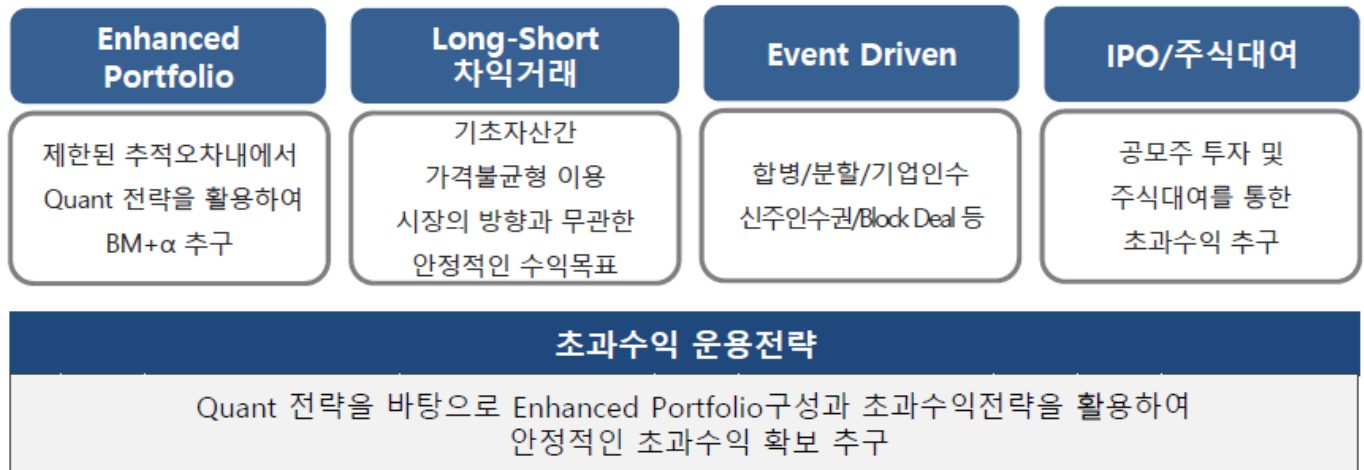 Enhanced
Portfolio
제한된 추적오차내에서
Quant 전략을 활용하여
BM+α 추구
Long-Short
차익거래
기초자산간
가격불균형 이용
시장의 방향과 무관한
안정적인 수익목표
Event Driven
합병/분할/기업인수
신주인수권/Block Deal 등
IPO/주식대여
공모주 투자 및
주식대여를 통한
초과수익 추구
초과수익 운용전략
Quant 전략을 바탕으로 Enhanced Portfolio구성과 초과수익전략을 활용하여
안정적인 초과수익 확보 추구